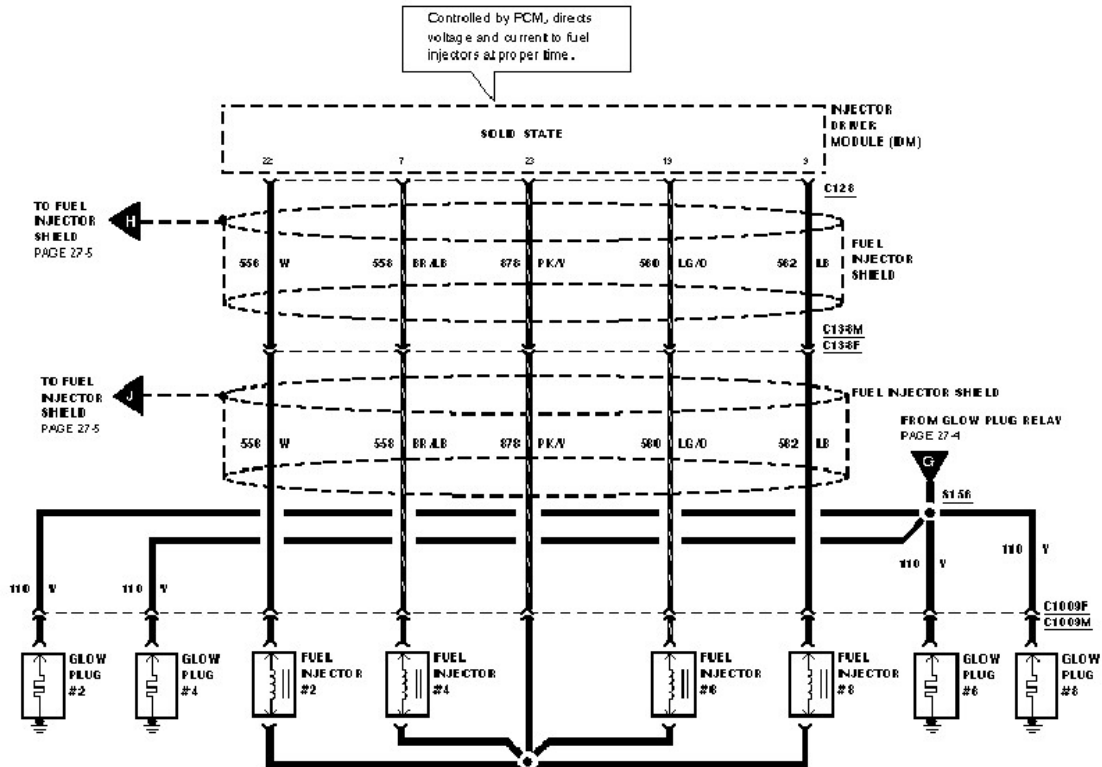 Controlled by PCM, directs
voltage and current to fuel
injectors at proper time.
SOLID STATE
INJECTOR
DRIVER
MODULE (IDM)
22 7 23 19 9
C128
TO FUEL
INJECTOR
SHIELD
PAGE 27-5
H
556 W 558 BR/LB 878 PK/V 560 LG/O 562 LB
FUEL
INJECTOR
SHIELD
C138M
C138F
TO FUEL
INJECTOR
SHIELD
PAGE 27-5
J
FUEL INJECTOR SHIELD
FROM GLOW PLUG RELAY
PAGE 27-4
G
556 W 558 BR/LB 878 PK/V 560 LG/O 562 LB
S156
110 Y 110 Y 110 Y 110 Y
C1009F
C1009M
GLOW
PLUG
#2
GLOW
PLUG
#4
FUEL
INJECTOR
#2
FUEL
INJECTOR
#4
FUEL
INJECTOR
#6
FUEL
INJECTOR
#8
GLOW
PLUG
#6
GLOW
PLUG
#8